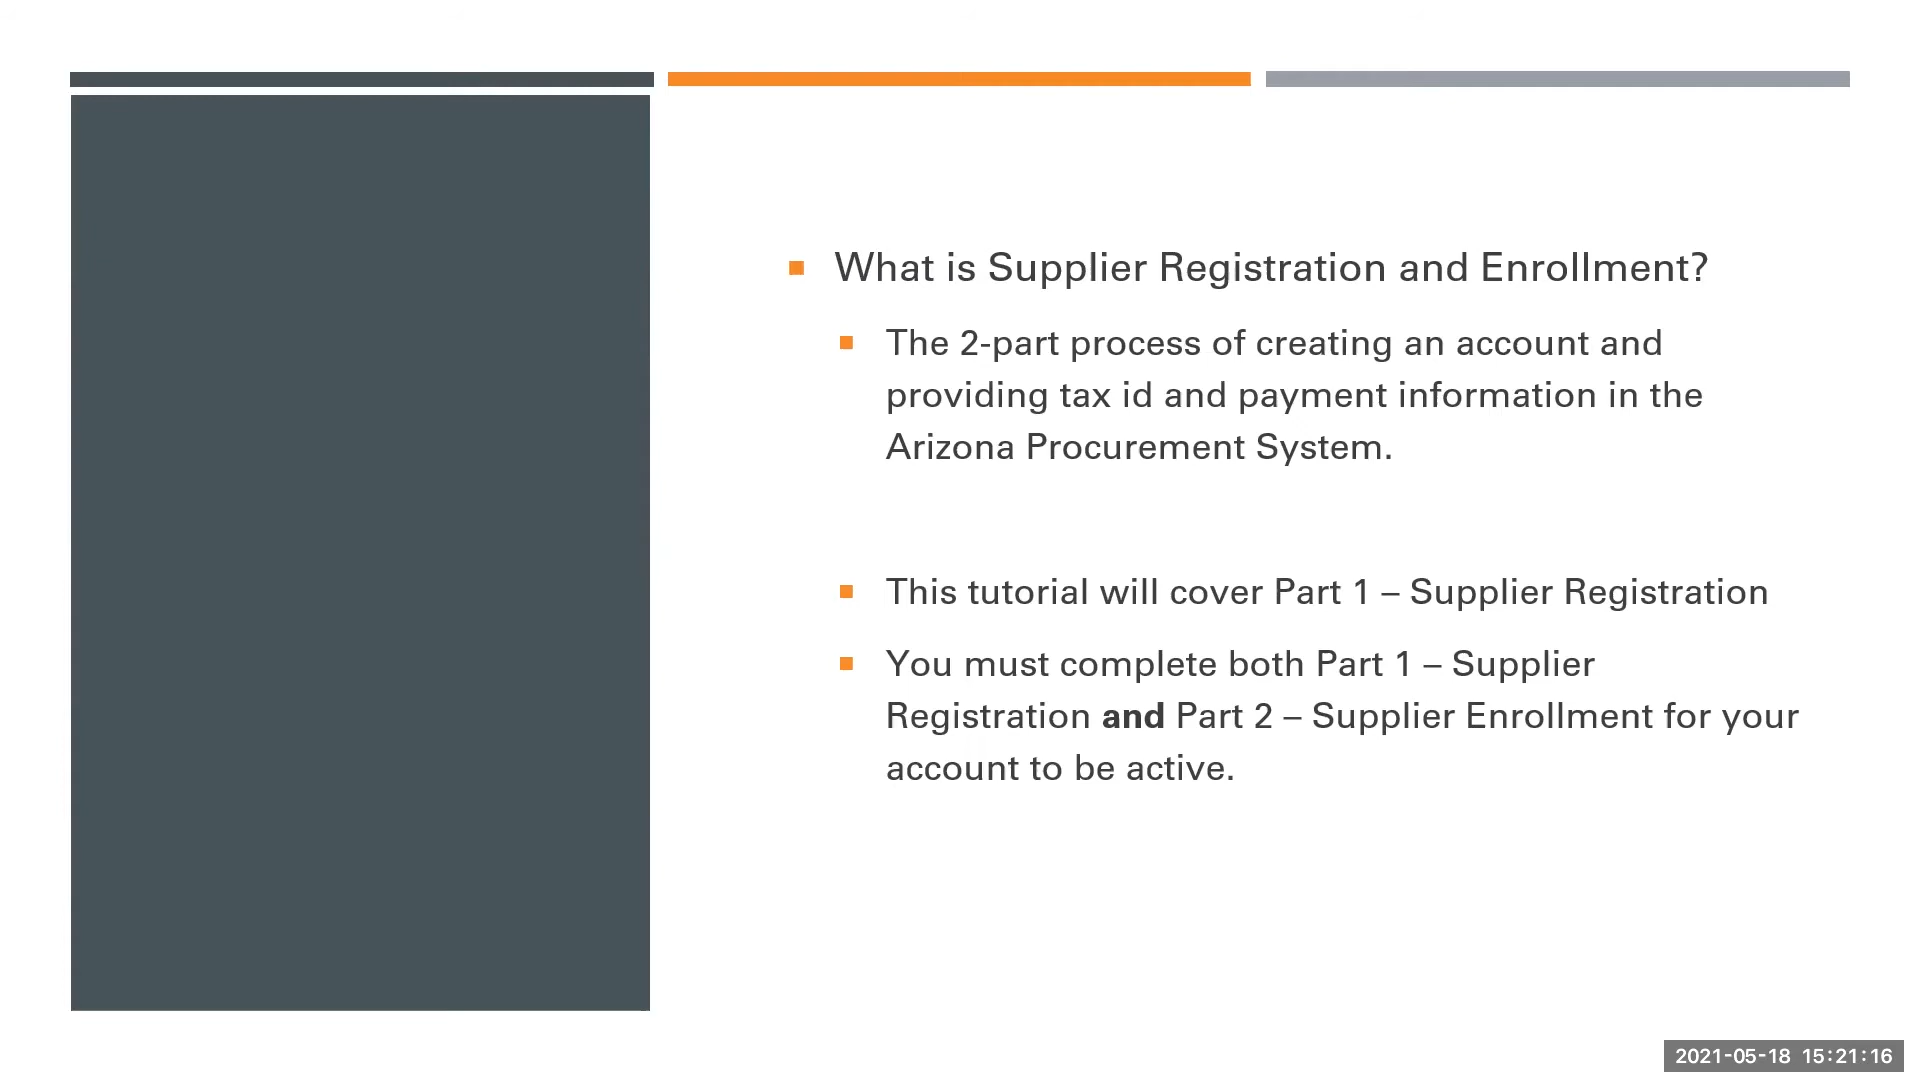 What is Supplier Registration and Enrollment?
The 2-part process of creating an account and
providing tax id and payment information in the
Arizona Procurement System.
This tutorial will cover Part 1 – Supplier Registration
You must complete both Part 1 – Supplier
Registration and Part 2 – Supplier Enrollment for your
account to be active.
2021-05-18 15:21:16